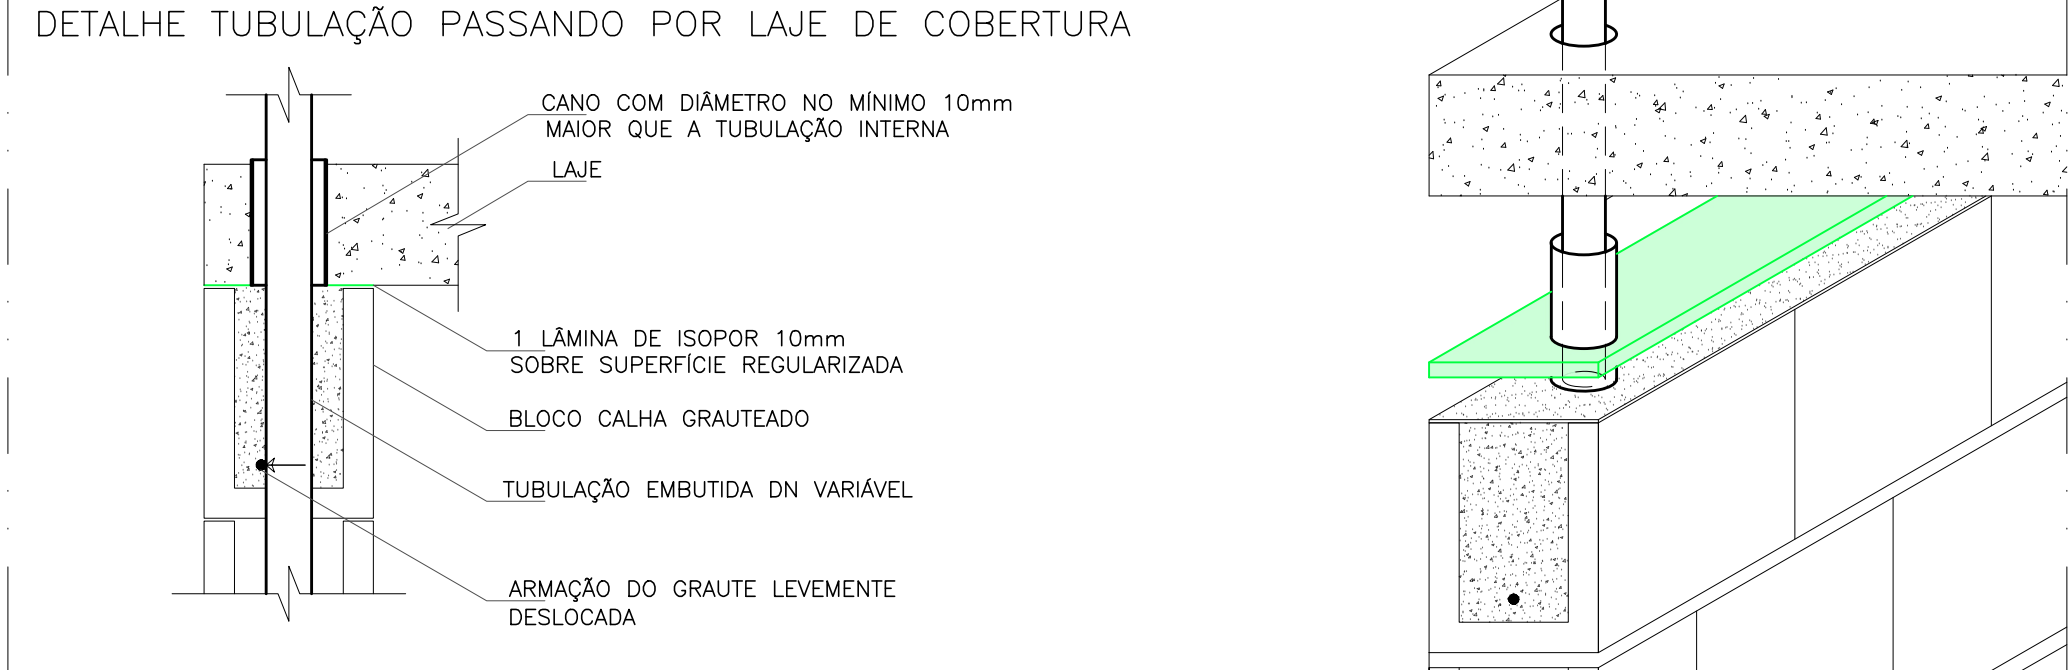 DETALHE TUBULAÇÃO PASSANDO POR LAJE DE COBERTURA
CANO COM DIÂMETRO NO MÍNIMO 10mm
MAIOR QUE A TUBULAÇÃO INTERNA
LAJE
1 LÂMINA DE ISOPOR 10mm
SOBRE SUPERFÍCIE REGULARIZADA
BLOCO CALHA GRAUTEADO
TUBULAÇÃO EMBUTIDA DN VARIÁVEL
ARMAÇÃO DO GRAUTE LEVEMENTE
DESLOCADA